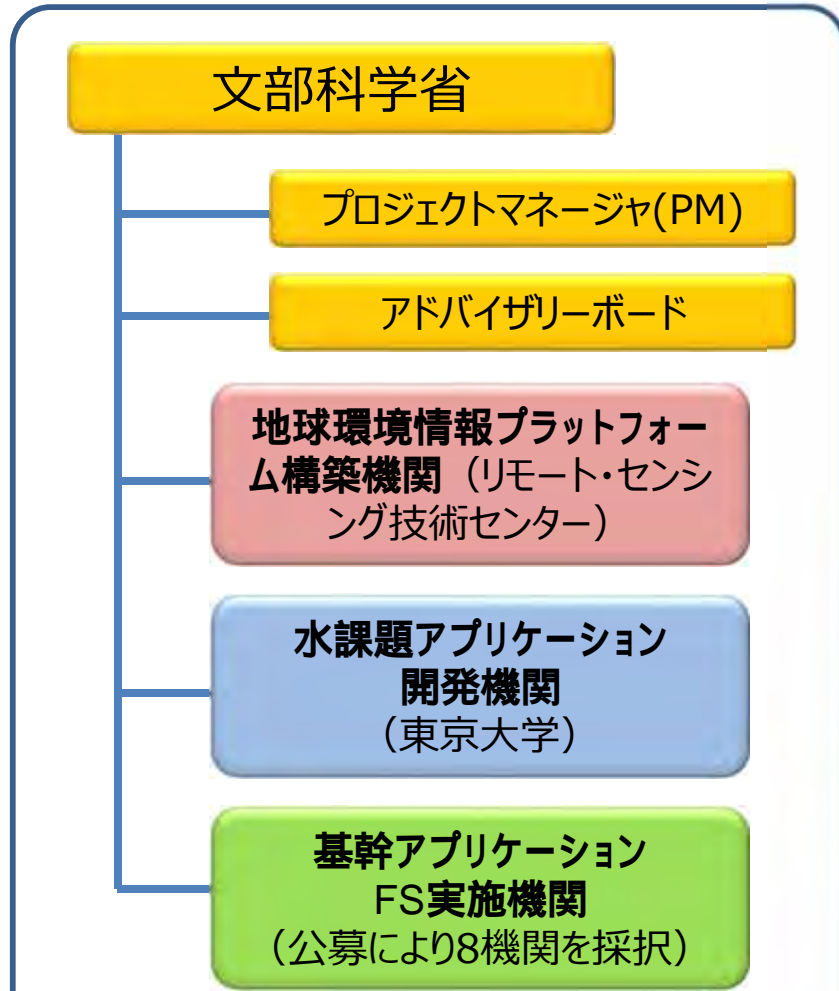 文部科学省
プロジェクトマネージャ(PM)
アドバイザリーボード
地球環境情報プラットフォー
ム構築機関（リモート・センシ
ング技術センター）
水課題アプリケーション
開発機関
（東京大学）
基幹アプリケーション
FS実施機関
（公募により8機関を採択）